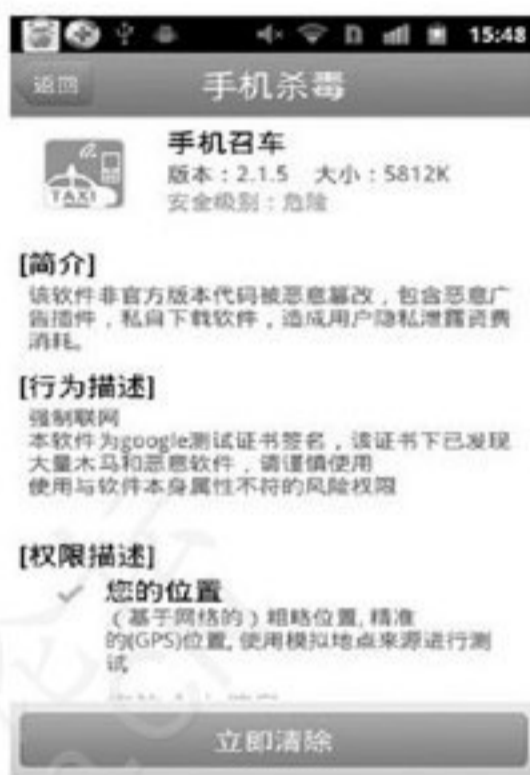 15:48
返回
手机杀毒
TAXI
手机召车
版本：2.1.5 大小：5812K
安全级别：危险
[简介]
该软件非官方版本代码被恶意篡改，包含恶意广
告插件，私自下载软件，造成用户隐私泄露资费
消耗。
[行为描述]
强制联网
本软件为google测试证书签名，该证书下已发现
大量木马和恶意软件，请谨慎使用
使用与软件本身属性不符的风险权限
[权限描述]
您的位置
（基于网络的）粗略位置,精准
的(GPS)位置,使用模拟地点来源进行测
试
立即清除